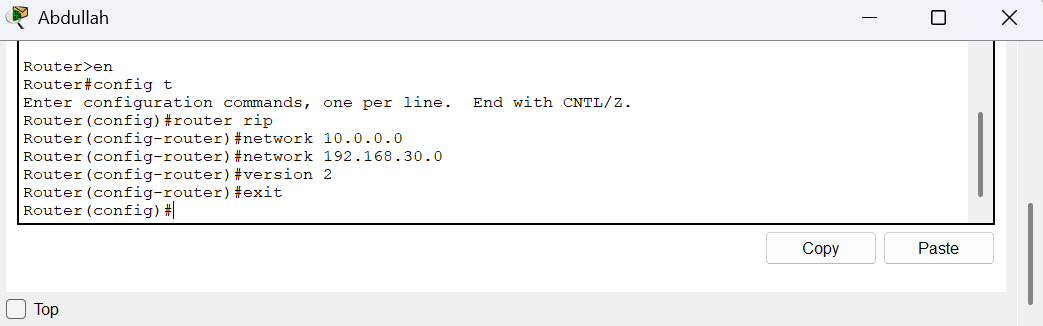 Abdullah
Router>en
Router#config t
Enter configuration commands, one per line.  End with CNTL/Z.
Router(config)#router rip
Router(config-router)#network 10.0.0.0
Router(config-router)#network 192.168.30.0
Router(config-router)#version 2
Router(config-router)#exit
Router(config)#
Copy Paste
Top